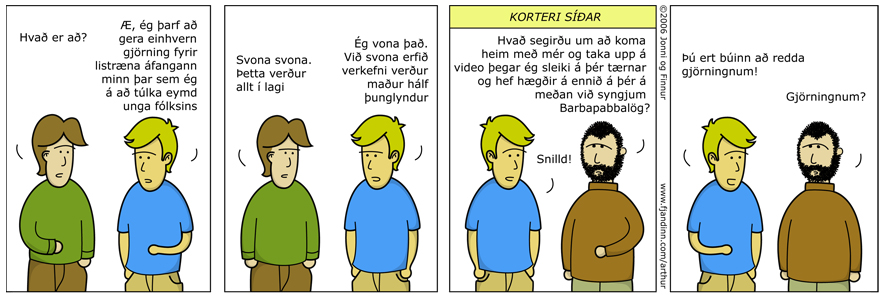 Hvað er að?
Æ, ég þarf að
gera einhvern
gjörning fyrir
listræna áfangann
minn þar sem ég
á að túlka eymd
unga fólksins
Svona svona.
Þetta verður
allt í lagi
Ég vona það.
Við svona erfið
verkefni verður
maður hálf
þunglyndur
KORTERI SÍÐAR
Hvað segirðu um að koma
heim með mér og taka upp á
video þegar ég sleiki á þér tærnar
og hef hægðir á ennið á þér á
meðan við syngjum
Barbapabbalög?
Snilld!
©2006 Jonni og Finnur
www.fjandinn.com/arthur
Þú ert búinn að redda
gjörningnum!
Gjörningnum?